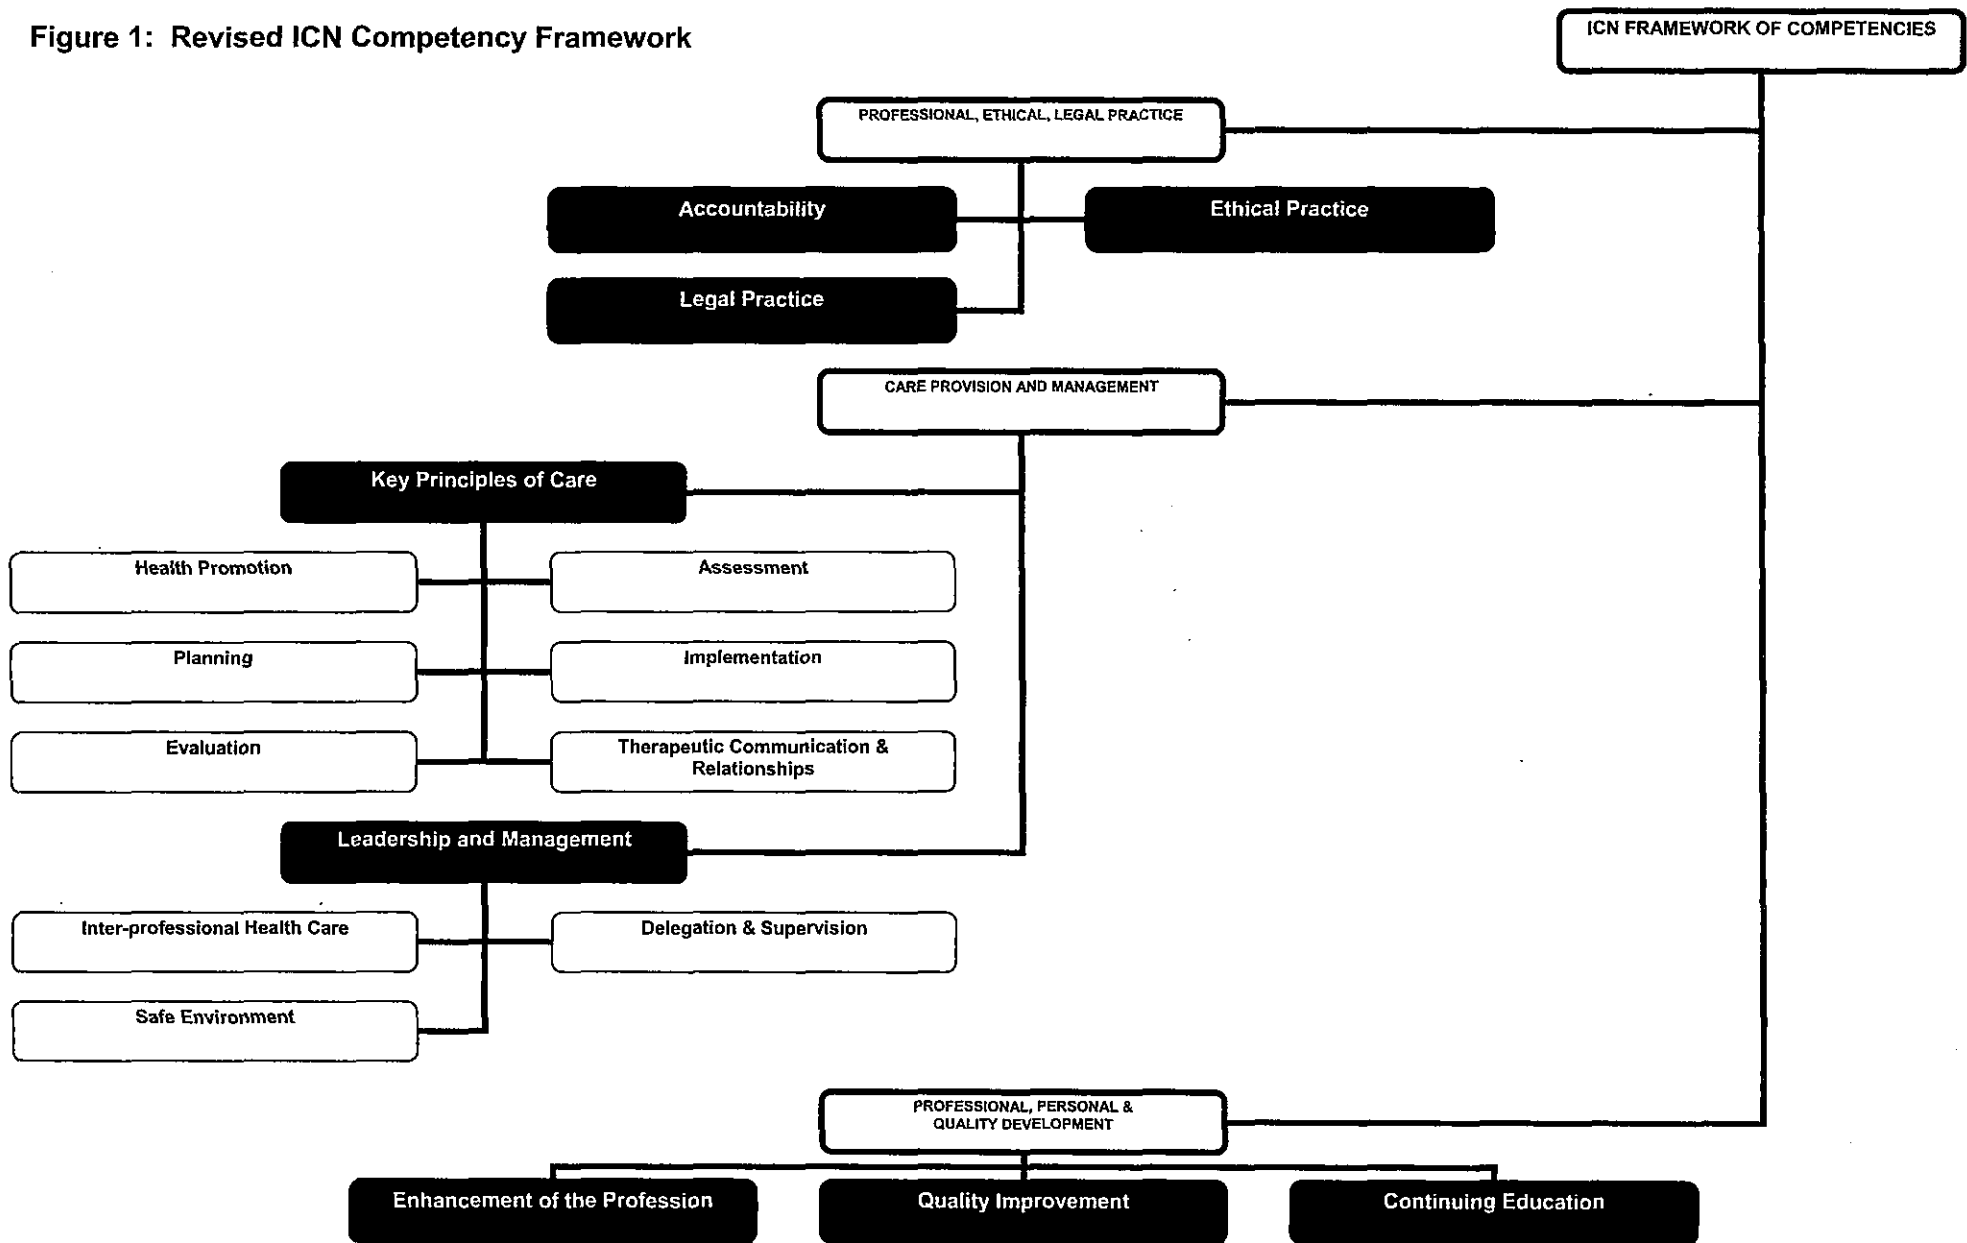 Figure 1: Revised ICN Competency Framework
ICN FRAMEWORK OF COMPETENCIES
PROFESSIONAL, ETHICAL, LEGAL PRACTICE
Accountability
Ethical Practice
Legal Practice
CARE PROVISION AND MANAGEMENT
Key Principles of Care
Health Promotion
Assessment
Planning
Implementation
Evaluation
Therapeutic Communication &
Relationships
Leadership and Management
Inter-professional Health Care
Delegation & Supervision
Safe Environment
PROFESSIONAL, PERSONAL &
QUALITY DEVELOPMENT
Enhancement of the Profession
Quality Improvement
Continuing Education